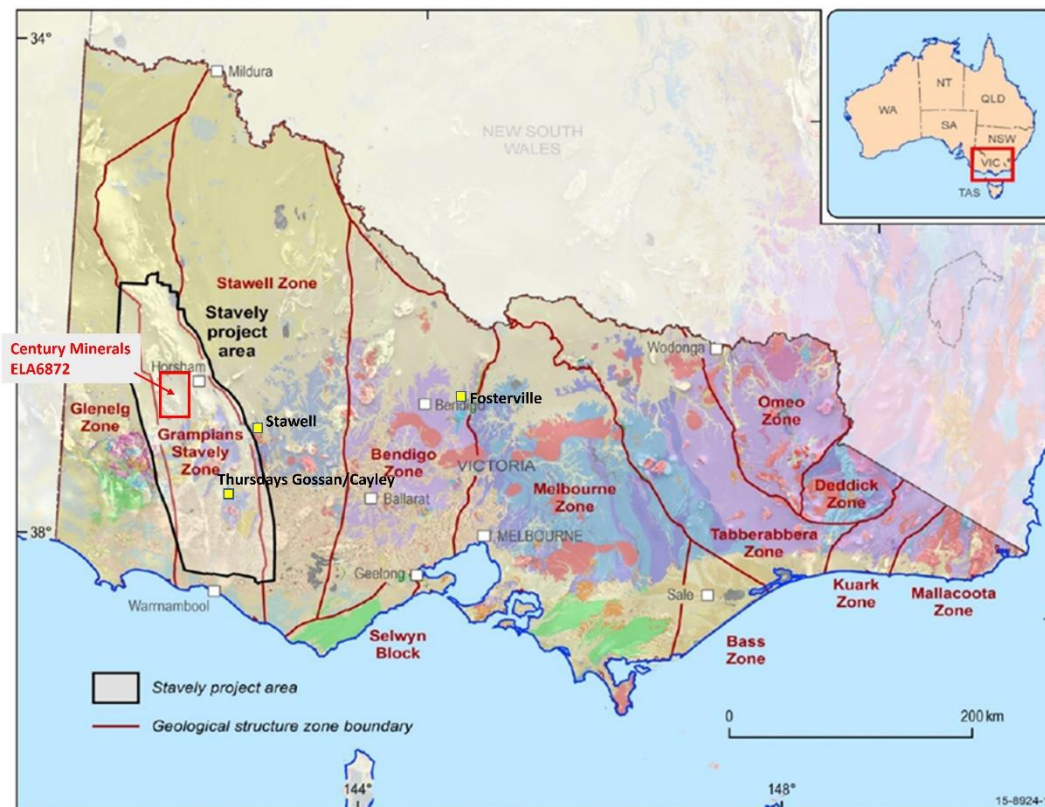 34°
Mildura
NEW SOUTH
WALES
WA
NT
QLD
SA
NSW
VIC
TAS
Stawell Zone
Stavely
project
area
Century Minerals
ELA6872
Horsham
Wodonga
Glenelg
Zone
Grampians
Stavely
Zone
Stawell
Bendigo
Fosterville
Omeo
Zone
Bendigo
Zone
VICTORIA
Thursdays Gossan/Cayley
Ballarat
Melbourne
Zone
Deddick
Zone
38°
MELBOURNE
Tabberabbera
Zone
Geelong
Sale
Kuark
Zone
Mallacoota
Zone
Warrnambool
Selwyn
Block
Bass
Zone
Stavely project area
Geological structure zone boundary
0
200 km
144°
148°